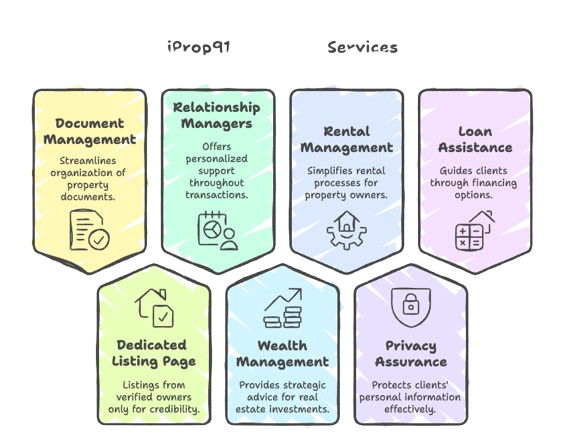 iProp91 Services
Document
Management
Streamlines
organization of
property
documents.
Relationship
Managers
Offers
personalized
support
throughout
transactions.
Rental
Management
Simplifies rental
processes for
property owners.
Loan
Assistance
Guides clients
through financing
options.
Dedicated
Listing Page
Listings from
verified owners
only for credibility.
Wealth
Management
Provides strategic
advice for real
estate investments.
Privacy
Assurance
Protects clients'
personal information
effectively.